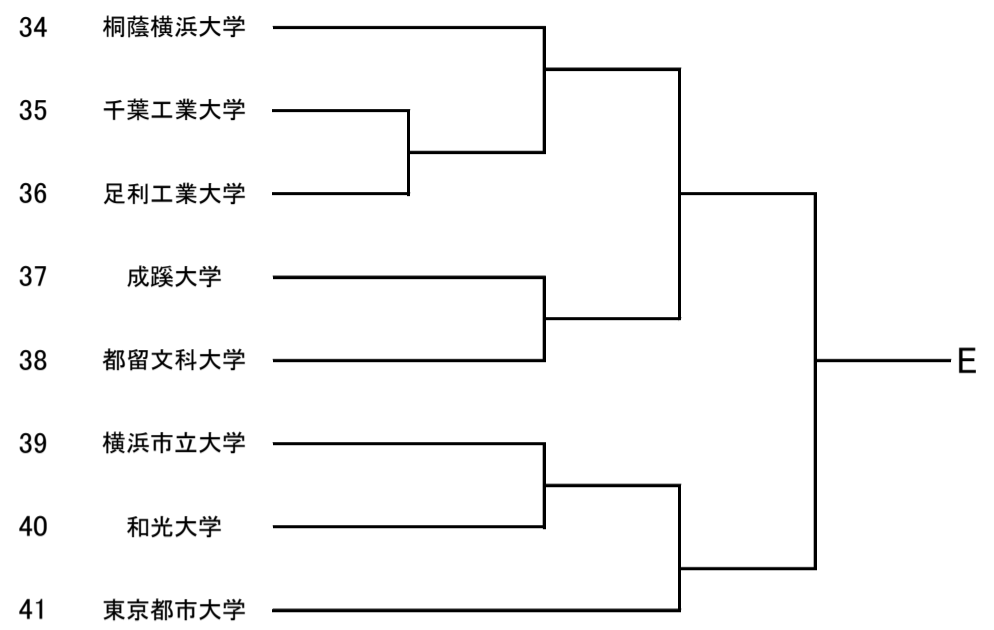 34 桐蔭横浜大学
35 千葉工業大学
36 足利工業大学
37 成蹊大学
38 都留文科大学
39 横浜市立大学
40 和光大学
41 東京都市大学
E